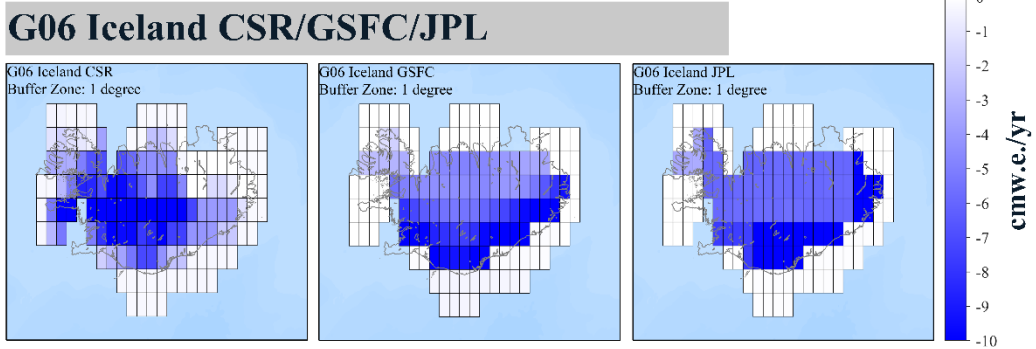 G06 Iceland CSR/GSFC/JPL
G06 Iceland CSR
Buffer Zone: 1 degree
G06 Iceland GSFC
Buffer Zone: 1 degree
G06 Iceland JPL
Buffer Zone: 1 degree
0
-1
-2
-3
-4
-5
-6
-7
-8
-9
-10
cmw.e./yr